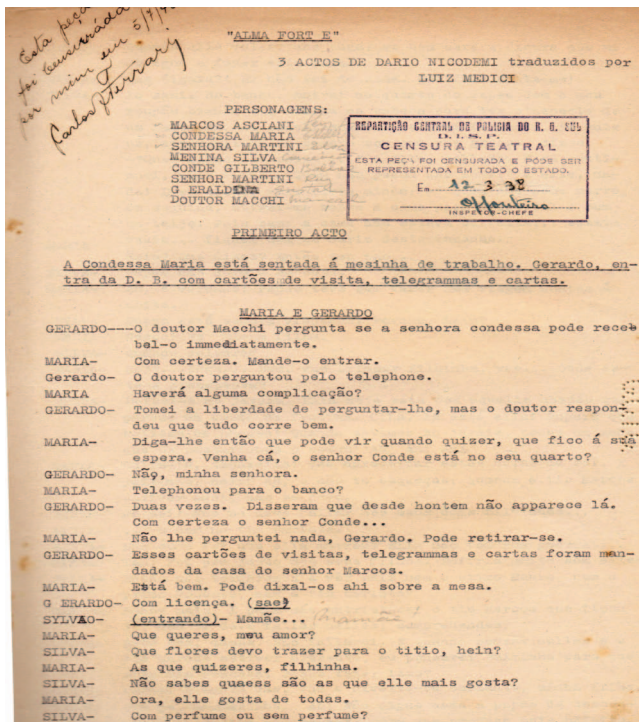 Esta peça
foi censurada
por mim em 5/7/4
Carlos Ferrari
"ALMA FORT E"
3 ACTOS DE DARIO NICODEMI traduzidos por
LUIZ MEDICI
PERSONAGENS:
MARCOS ASCIANI
CONDESSA MARIA
SENHORA MARTINI
MENINA SILVA
CONDE GILBERTO
SENHOR MARTINI
G ERALDINA
DOUTOR MACCHI
REPARTIÇÃO CENTRAL DE POLICIA DO R. G. SUL
D.I.S.P.
CENSURA TEATRAL
ESTA PEÇA FOI CENSURADA E PÓDE SER
REPRESENTADA EM TODO O ESTADO.
Em 12 3 38
INSPETOR-CHEFE
PRIMEIRO ACTO
A Condessa Maria está sentada á mesinha de trabalho. Gerardo, en-
tra da D. B. com cartões de visita, telegrammas e cartas.
MARIA E GERARDO
GERARDO---O doutor Macchi pergunta se a senhora condessa pode rece
bel-o immediatamente.
MARIA- Com certeza. Mande-o entrar.
Gerardo- O doutor perguntou pelo telephone.
MARIA Haverá alguma complicação?
GERARDO- Tomei a liberdade de perguntar-lhe, mas o doutor respon-
deu que tudo corre bem.
MARIA- Diga-lhe então que pode vir quando quizer, que fico á sua
espera. Venha cá, o senhor Conde está no seu quarto?
GERARDO- Não, minha senhora.
MARIA- Telephonou para o banco?
GERARDO- Duas vezes. Disseram que desde hontem não apparece lá.
Com certeza o senhor Conde...
MARIA- Não lhe perguntei nada, Gerardo. Pode retirar-se.
GERARDO- Esses cartões de visitas, telegrammas e cartas foram man-
dados da casa do senhor Marcos.
MARIA- Está bem. Pode dixal-os ahi sobre a mesa.
G ERARDO- Com licença. (sae)
SYLVAO- (entrando)- Mamãe...
MARIA- Que queres, meu amor?
SILVA- Que flores devo trazer para o titio, hein?
MARIA- As que quizeres, filhinha.
SILVA- Não sabes quaess são as que elle mais gosta?
MARIA- Ora, elle gosta de todas.
SILVA- Com perfume ou sem perfume?